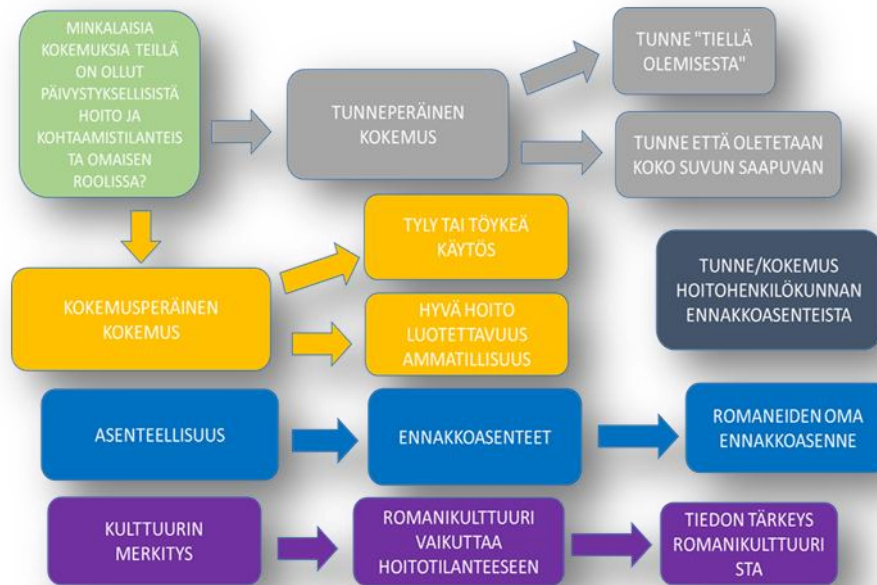 MINKALAISIA
KOKEMUKSIA TEILLÄ
ON OLLUT
PÄIVYSTYKSELLISISTÄ
HOITO JA
KOHTAAMISTILANTEIS
TA OMAISEN
ROOLISSA?
TUNNEPERÄINEN
KOKEMUS
TUNNE "TIELLÄ
OLEMISESTA"
TUNNE ETTÄ OLETETAAN
KOKO SUVUN SAAPUVAN
KOKEMUSPERÄINEN
KOKEMUS
TYLY TAI TÖYKEÄ
KÄYTÖS
HYVÄ HOITO
LUOTETTAVUUS
AMMATILLISUUS
TUNNE/KOKEMUS
HOITOHENKILÖKUNNAN
ENNAKKOASENTEISTA
ASENTEELLISUUS
ENNAKKOASENTEET
ROMANEIDEN OMA
ENNAKKOASENNE
KULTTUURIN
MERKITYS
ROMANIKULTTUURI
VAIKUTTAA
HOITOTILANTEESEEN
TIEDON TÄRKEYS
ROMANIKULTTUURI
STA